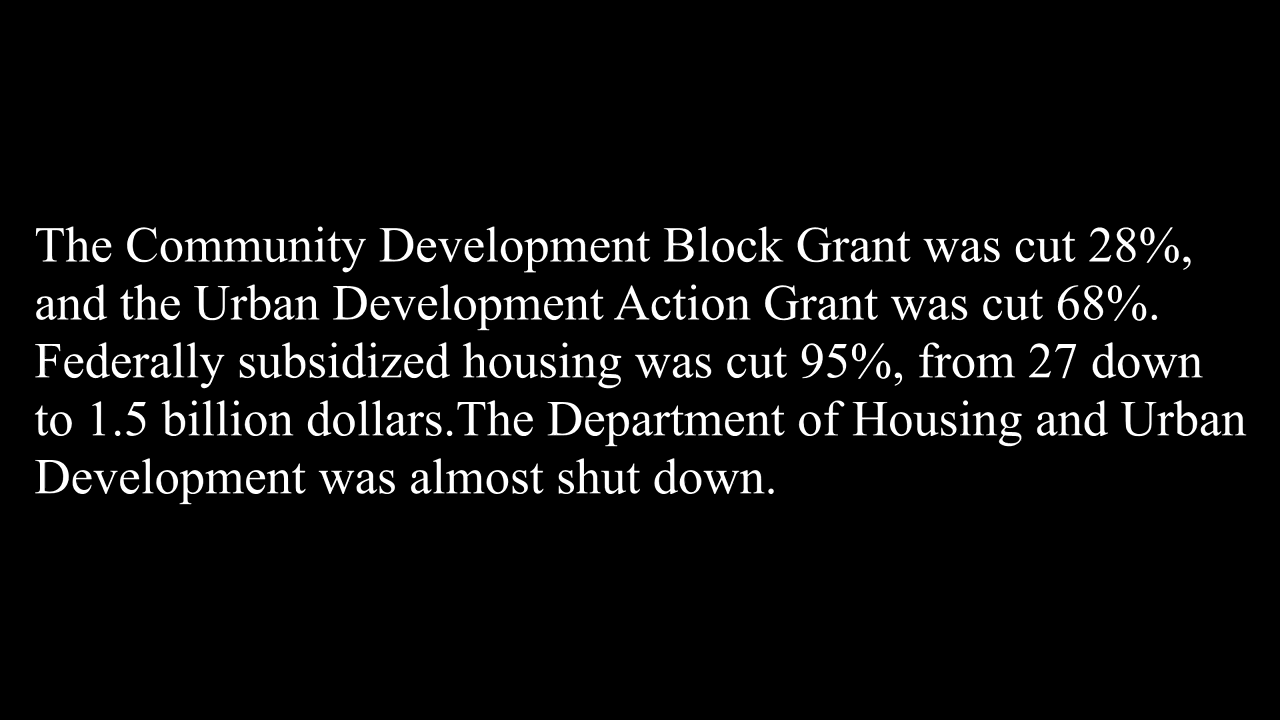 The Community Development Block Grant was cut 28%,
and the Urban Development Action Grant was cut 68%.
Federally subsidized housing was cut 95%, from 27 down
to 1.5 billion dollars.The Department of Housing and Urban
Development was almost shut down.